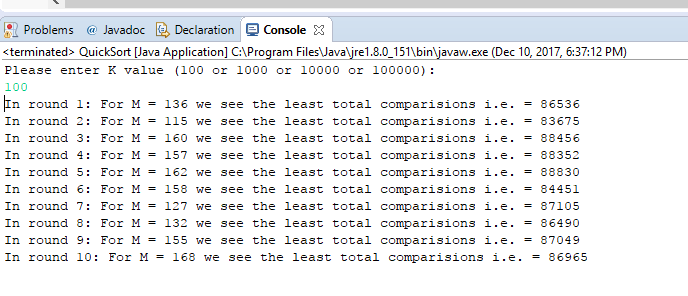 Problems @ Javadoc Declaration Console
<terminated> QuickSort [Java Application] C:\Program Files\Java\jre1.8.0_151\bin\javaw.exe (Dec 10, 2017, 6:37:12 PM)
Please enter K value (100 or 1000 or 10000 or 100000):
100
In round 1: For M = 136 we see the least total comparisions i.e. = 86536
In round 2: For M = 115 we see the least total comparisions i.e. = 83675
In round 3: For M = 160 we see the least total comparisions i.e. = 88456
In round 4: For M = 157 we see the least total comparisions i.e. = 88352
In round 5: For M = 162 we see the least total comparisions i.e. = 88830
In round 6: For M = 158 we see the least total comparisions i.e. = 84451
In round 7: For M = 127 we see the least total comparisions i.e. = 87105
In round 8: For M = 132 we see the least total comparisions i.e. = 86490
In round 9: For M = 155 we see the least total comparisions i.e. = 87049
In round 10: For M = 168 we see the least total comparisions i.e. = 86965